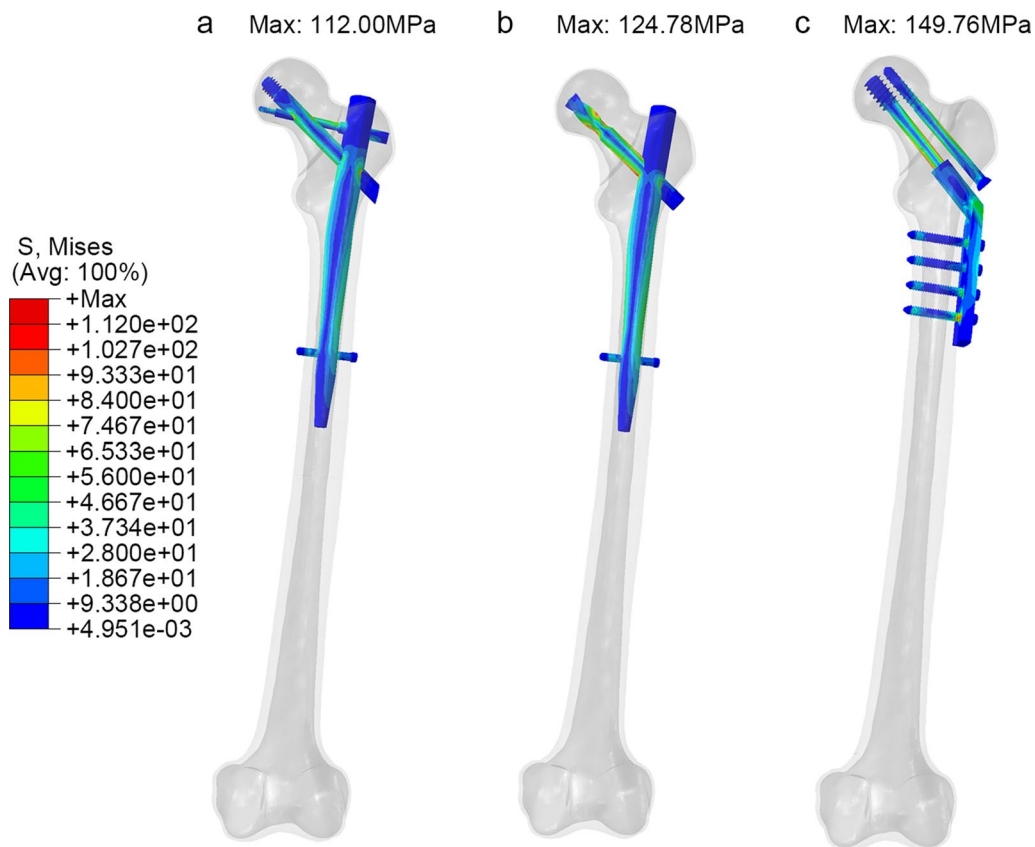 a Max: 112.00MPa
b Max: 124.78MPa
c Max: 149.76MPa
S, Mises
(Avg: 100%)
+Max
+1.120e+02
+1.027e+02
+9.333e+01
+8.400e+01
+7.467e+01
+6.533e+01
+5.600e+01
+4.667e+01
+3.734e+01
+2.800e+01
+1.867e+01
+9.338e+00
+4.951e-03